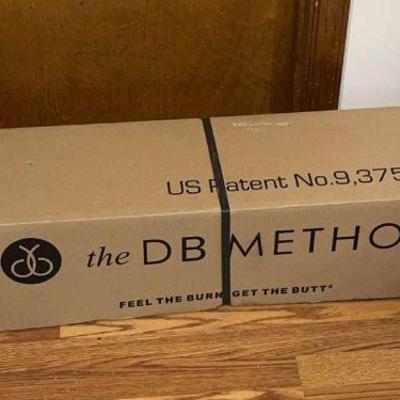 US Patent No.9,375
the DB METHO
FEEL THE BURN GET THE BUTT®